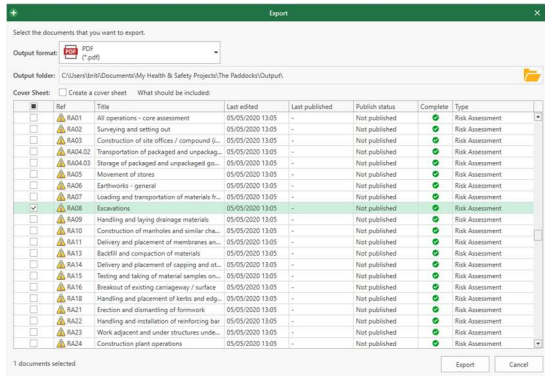 Export
Select the documents that you want to export.
Output format: PDF PDF
(*.pdf)
Output folder: C:\Users\briti\Documents\My Health & Safety Projects\The Paddocks\Output\
Cover Sheet: Create a cover sheet What should be included:
Ref Title Last edited Last published Publish status Complete Type
RA01 All operations - core assessment 05/05/2020 13:05 - Not published Risk Assessment
RA02 Surveying and setting out 05/05/2020 13:05 - Not published Risk Assessment
RA03 Construction of site offices / compound (i... 05/05/2020 13:05 - Not published Risk Assessment
RA04.02 Transportation of packaged and unpackag... 05/05/2020 13:05 - Not published Risk Assessment
RA04.03 Storage of packaged and unpackaged go... 05/05/2020 13:05 - Not published Risk Assessment
RA05 Movement of stores 05/05/2020 13:05 - Not published Risk Assessment
RA06 Earthworks - general 05/05/2020 13:05 - Not published Risk Assessment
RA07 Loading and transportation of materials fr... 05/05/2020 13:05 - Not published Risk Assessment
RA08 Excavations 05/05/2020 13:05 - Not published Risk Assessment
RA09 Handling and laying drainage materials 05/05/2020 13:05 - Not published Risk Assessment
RA10 Construction of manholes and similar cha... 05/05/2020 13:05 - Not published Risk Assessment
RA11 Delivery and placement of membranes an... 05/05/2020 13:05 - Not published Risk Assessment
RA13 Backfill and compaction of materials 05/05/2020 13:05 - Not published Risk Assessment
RA14 Delivery and placement of capping and ot... 05/05/2020 13:05 - Not published Risk Assessment
RA15 Testing and taking of material samples on... 05/05/2020 13:05 - Not published Risk Assessment
RA16 Breakout of existing carriageway / surface 05/05/2020 13:05 - Not published Risk Assessment
RA18 Handling and placement of kerbs and edg... 05/05/2020 13:05 - Not published Risk Assessment
RA21 Erection and dismantling of formwork 05/05/2020 13:05 - Not published Risk Assessment
RA22 Handling and installation of reinforcing bar 05/05/2020 13:05 - Not published Risk Assessment
RA23 Work adjacent and under structures unde... 05/05/2020 13:05 - Not published Risk Assessment
RA24 Construction plant operations 05/05/2020 13:05 - Not published Risk Assessment
1 documents selected Export Cancel